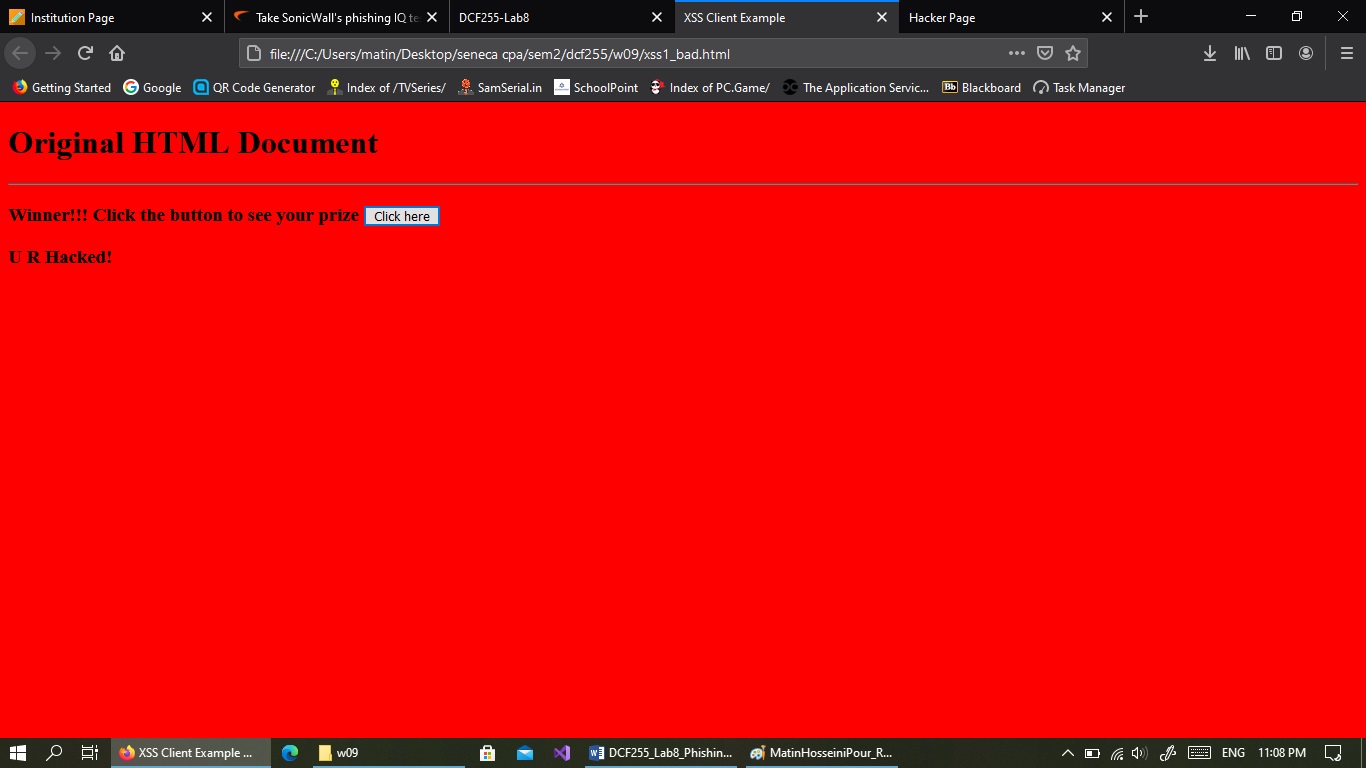 Institution Page
Take SonicWall's phishing IQ te
DCF255-Lab8
XSS Client Example
Hacker Page
file:///C:/Users/matin/Desktop/seneca cpa/sem2/dcf255/w09/xss1_bad.html
Getting Started Google QR Code Generator Index of /TVSeries/ SamSerial.in SchoolPoint Index of PC.Game/ The Application Servic... Bb Blackboard Task Manager
Original HTML Document
Winner!!! Click the button to see your prize Click here
U R Hacked!
XSS Client Example ... w09 DCF255_Lab8_Phishin... MatinHosseiniPour_R... ENG 11:08 PM